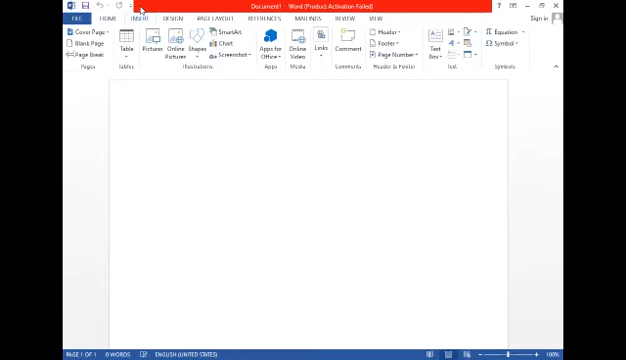 Document1 - Word (Product Activation Failed)
FILE HOME INSERT DESIGN PAGE LAYOUT REFERENCES MAILINGS REVIEW VIEW Sign in
Cover Page
Blank Page
Page Break
Pages
Table
Tables
Pictures
Online Pictures
Shapes
SmartArt
Chart
Screenshot
Illustrations
Apps for Office
Apps
Online Video
Media
Links
Comment
Comments
Header
Footer
Page Number
Header & Footer
Text Box
Text
Equation
Symbol
Symbols
PAGE 1 OF 1 0 WORDS ENGLISH (UNITED STATES) 100%